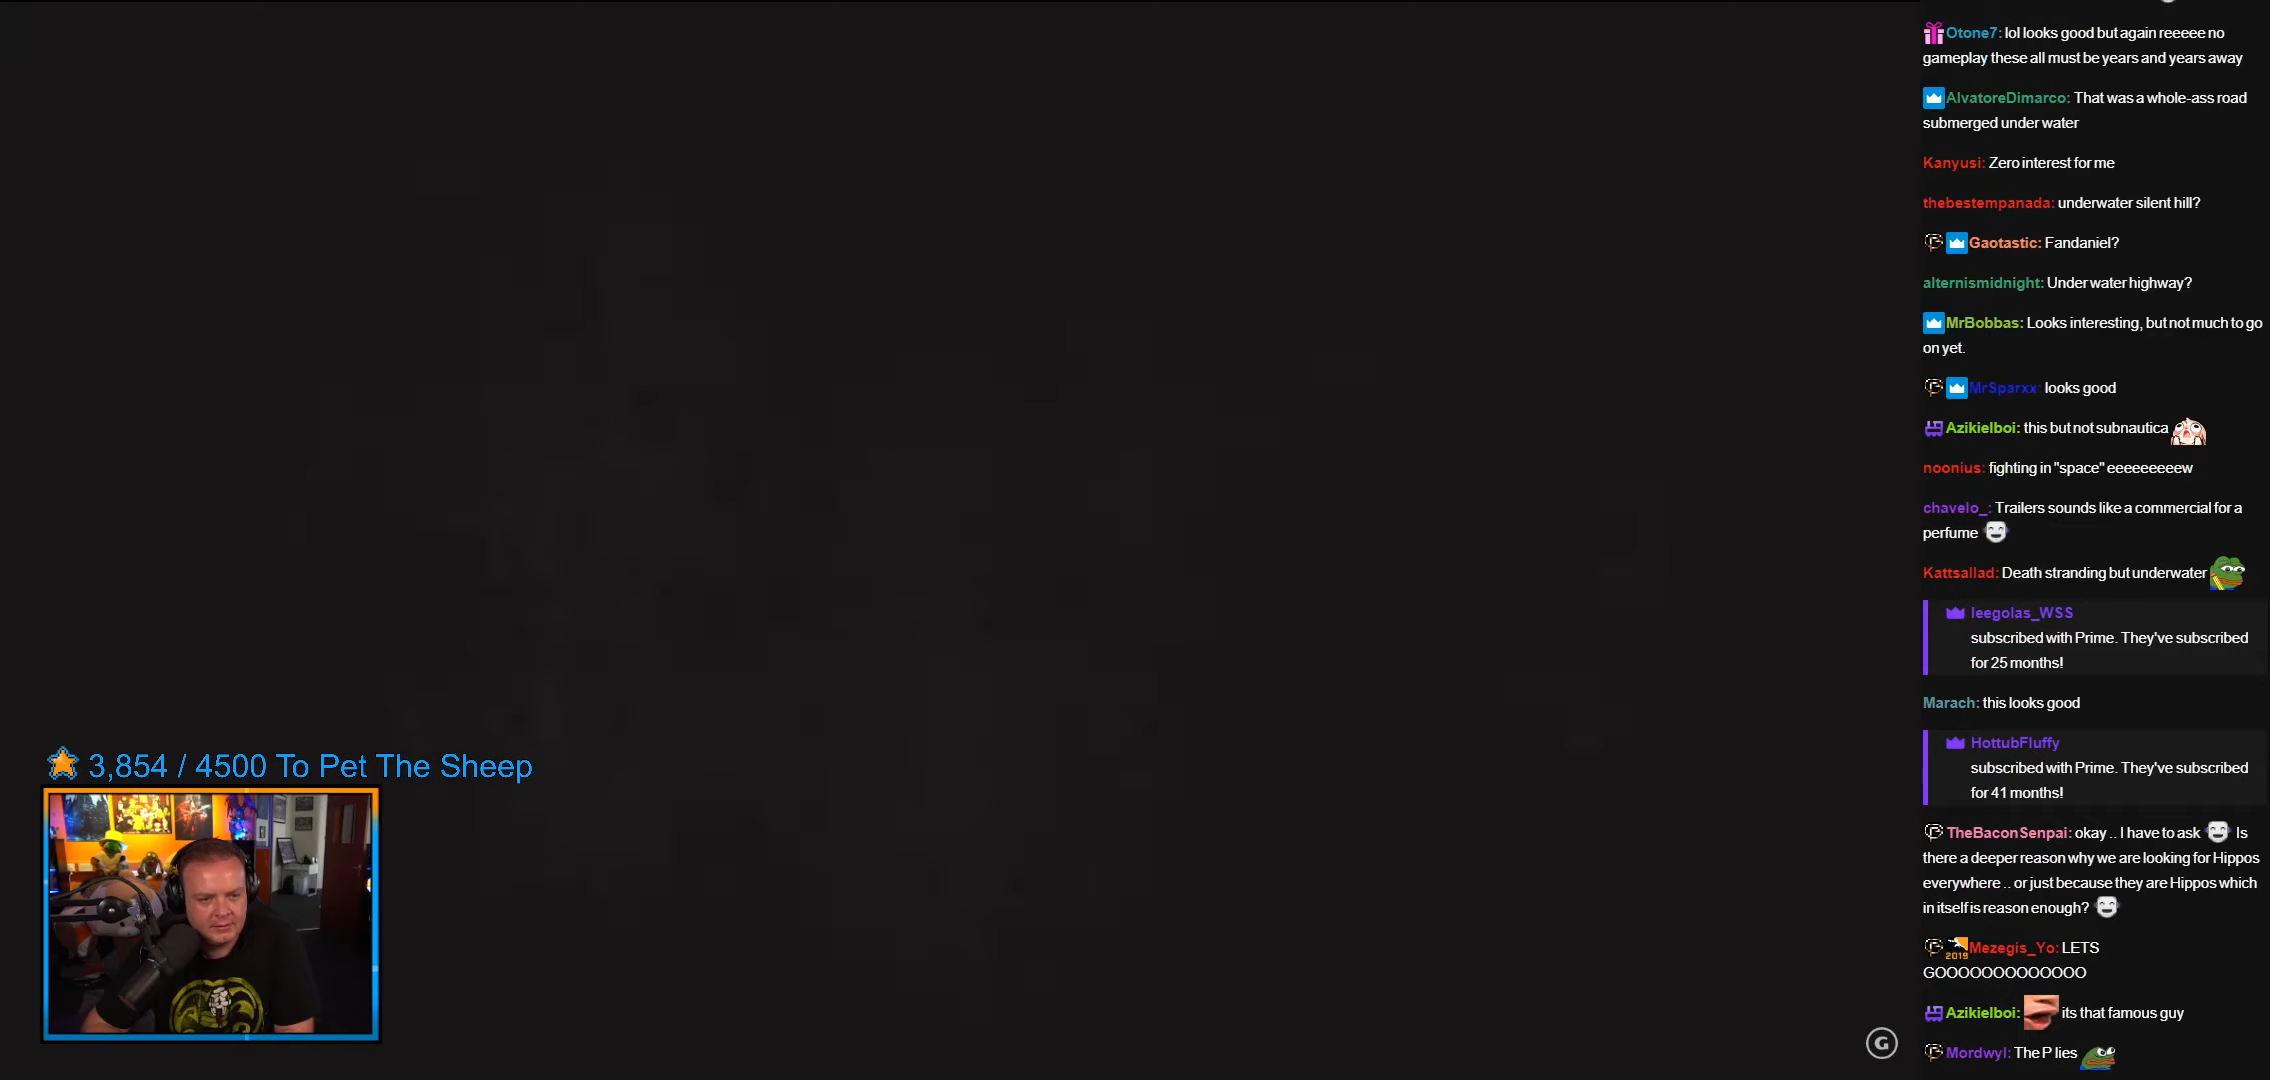 Otone7: lol looks good but again reeeee no
gameplay these all must be years and years away
AlvatoreDimarco: That was a whole-ass road
submerged under water
Kanyusi: Zero interest for me
thebestempanada: underwater silent hill?
Gaotastic: Fandaniel?
alternismidnight: Under water highway?
MrBobbas: Looks interesting, but not much to go
on yet.
MrSparxx: looks good
Azikielboi: this but not subnautica
noonius: fighting in "space" eeeeeeeeew
chavelo_: Trailers sounds like a commercial for a
perfume
Kattsallad: Death stranding but underwater
leegolas_WSS
subscribed with Prime. They've subscribed
for 25 months!
Marach: this looks good
HottubFluffy
subscribed with Prime. They've subscribed
for 41 months!
TheBaconSenpai: okay .. I have to ask Is
there a deeper reason why we are looking for Hippos
everywhere .. or just because they are Hippos which
in itself is reason enough?
2019 Mezegis_Yo: LETS
GOOOOOOOOOOOOO
Azikielboi: its that famous guy
Mordwyl: The P lies
3,854 / 4500 To Pet The Sheep
G